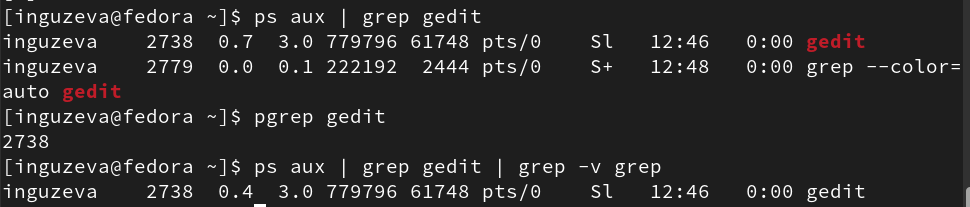 [inguzeva@fedora ~]$ ps aux | grep gedit
inguzeva    2738  0.7  3.0 779796 61748 pts/0    Sl   12:46   0:00 gedit
inguzeva    2779  0.0  0.1 222192  2444 pts/0    S+   12:48   0:00 grep --color=
auto gedit
[inguzeva@fedora ~]$ pgrep gedit
2738
[inguzeva@fedora ~]$ ps aux | grep gedit | grep -v grep
inguzeva    2738  0.4  3.0 779796 61748 pts/0    Sl   12:46   0:00 gedit